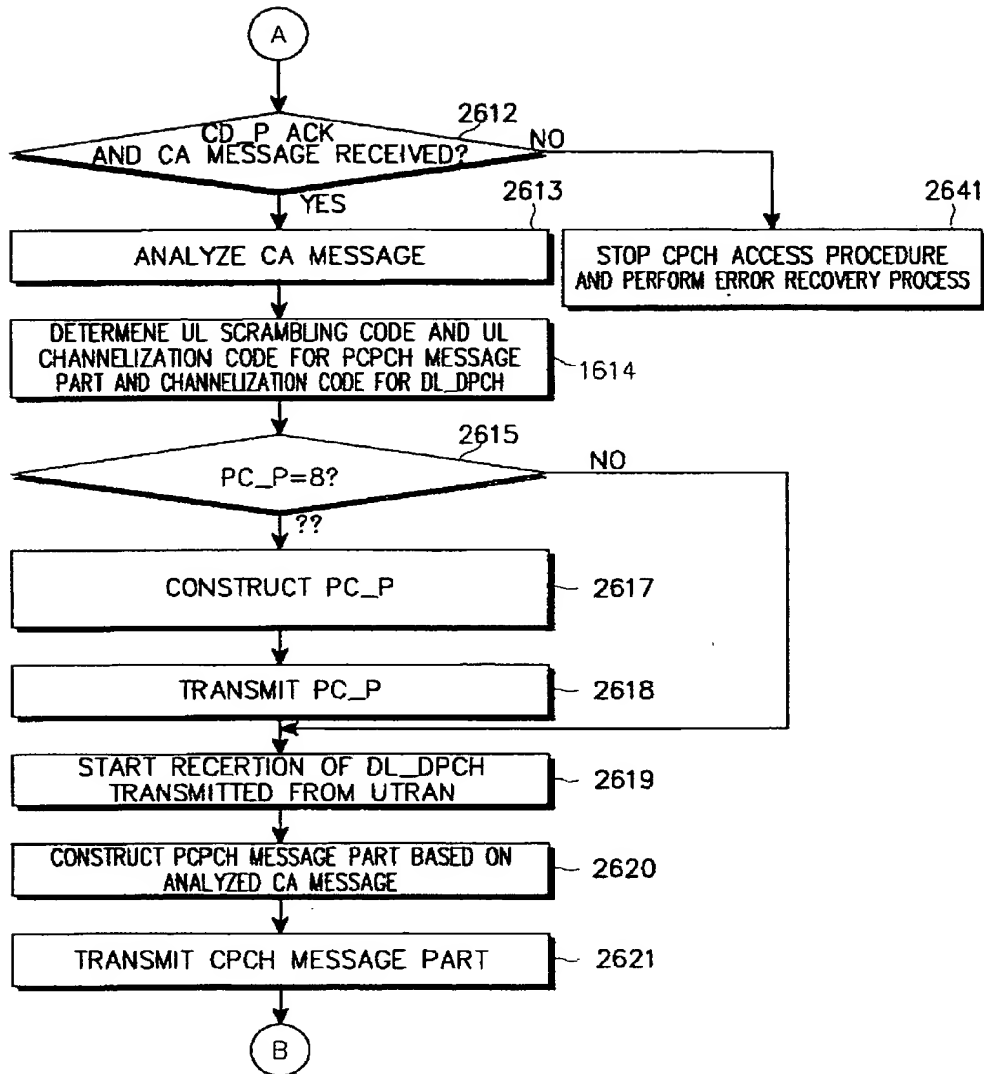 A
2612
CD_P ACK
AND CA MESSAGE RECEIVED?
NO
YES
2613
ANALYZE CA MESSAGE
2641
STOP CPCH ACCESS PROCEDURE
AND PERFORM ERROR RECOVERY PROCESS
DETERMENE UL SCRAMBLING CODE AND UL
CHANNELIZATION CODE FOR PCPCH MESSAGE
PART AND CHANNELIZATION CODE FOR DL_DPCH
1614
2615
PC_P=8?
NO
??
CONSTRUCT PC_P
2617
TRANSMIT PC_P
2618
START RECERTION OF DL_DPCH
TRANSMITTED FROM UTRAN
2619
CONSTRUCT PCPCH MESSAGE PART BASED ON
ANALYZED CA MESSAGE
2620
TRANSMIT CPCH MESSAGE PART
2621
B